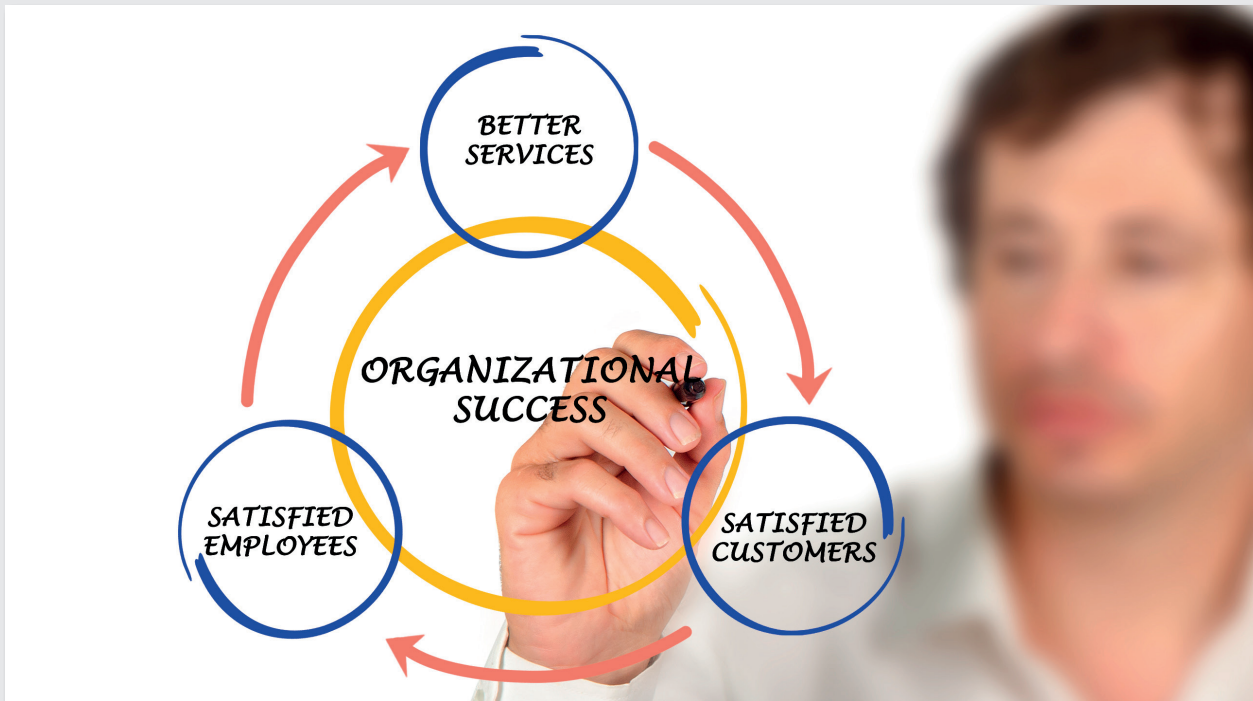 BETTER
SERVICES
ORGANIZATIONAL
SUCCESS
SATISFIED
EMPLOYEES
SATISFIED
CUSTOMERS